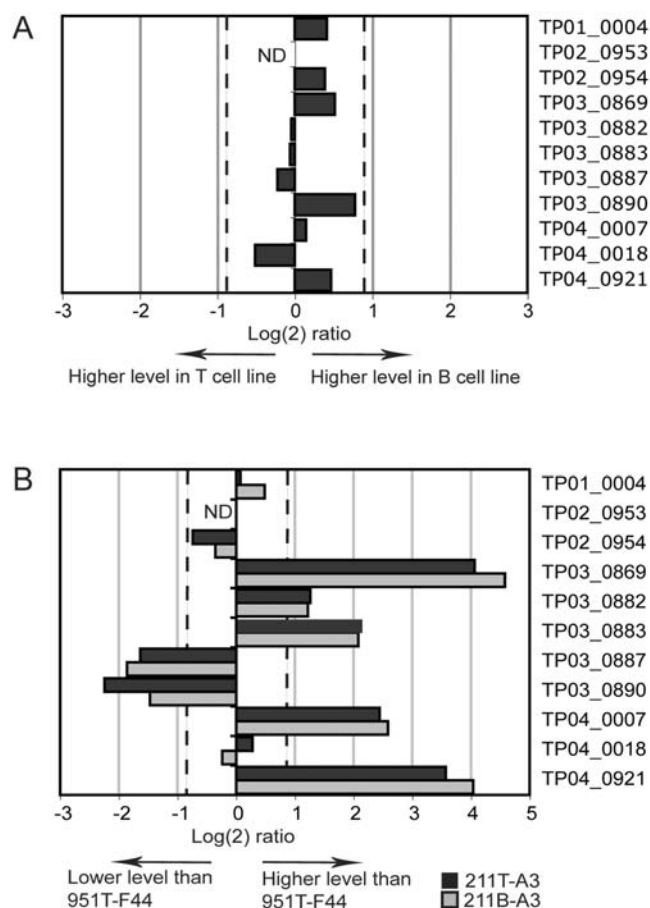 A
ND
TP01_0004
TP02_0953
TP02_0954
TP03_0869
TP03_0882
TP03_0883
TP03_0887
TP03_0890
TP04_0007
TP04_0018
TP04_0921
-3 -2 -1 0 1 2 3
Log(2) ratio
Higher level in T cell line Higher level in B cell line
B
ND
TP01_0004
TP02_0953
TP02_0954
TP03_0869
TP03_0882
TP03_0883
TP03_0887
TP03_0890
TP04_0007
TP04_0018
TP04_0921
-3 -2 -1 0 1 2 3 4 5
Log(2) ratio
Lower level than
951T-F44
Higher level than
951T-F44
211T-A3
211B-A3